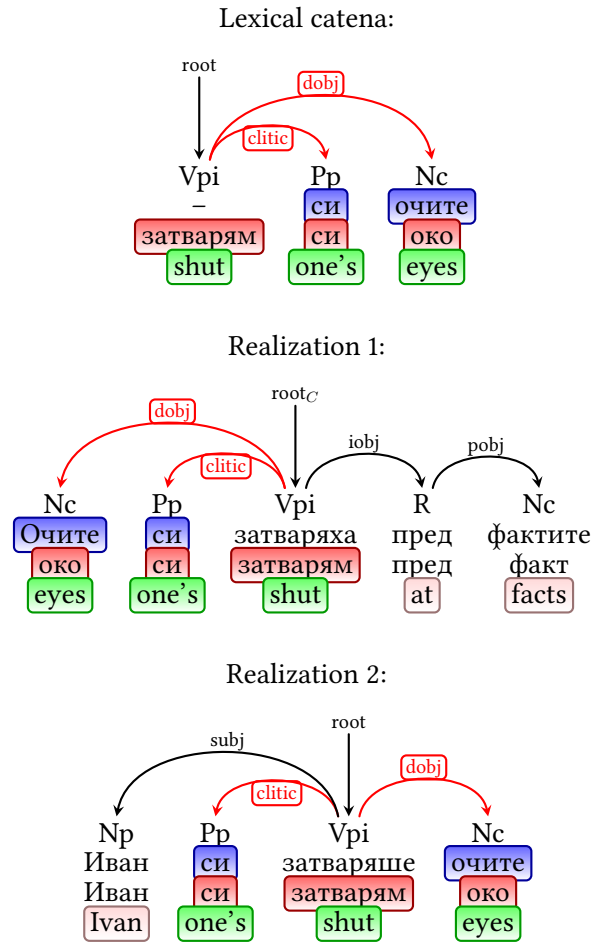 Lexical catena:
root
dobj
clitic
Vpi Pp Nc
– си очите
затварям си око
shut one's eyes
Realization 1:
root_C
dobj
iobj pobj
clitic
Nc Pp Vpi R Nc
Очите си затваряха пред фактите
око си затварям пред факт
eyes one's shut at facts
Realization 2:
root
subj
dobj
clitic
Np Pp Vpi Nc
Иван си затваряше очите
Иван си затварям око
Ivan one's shut eyes